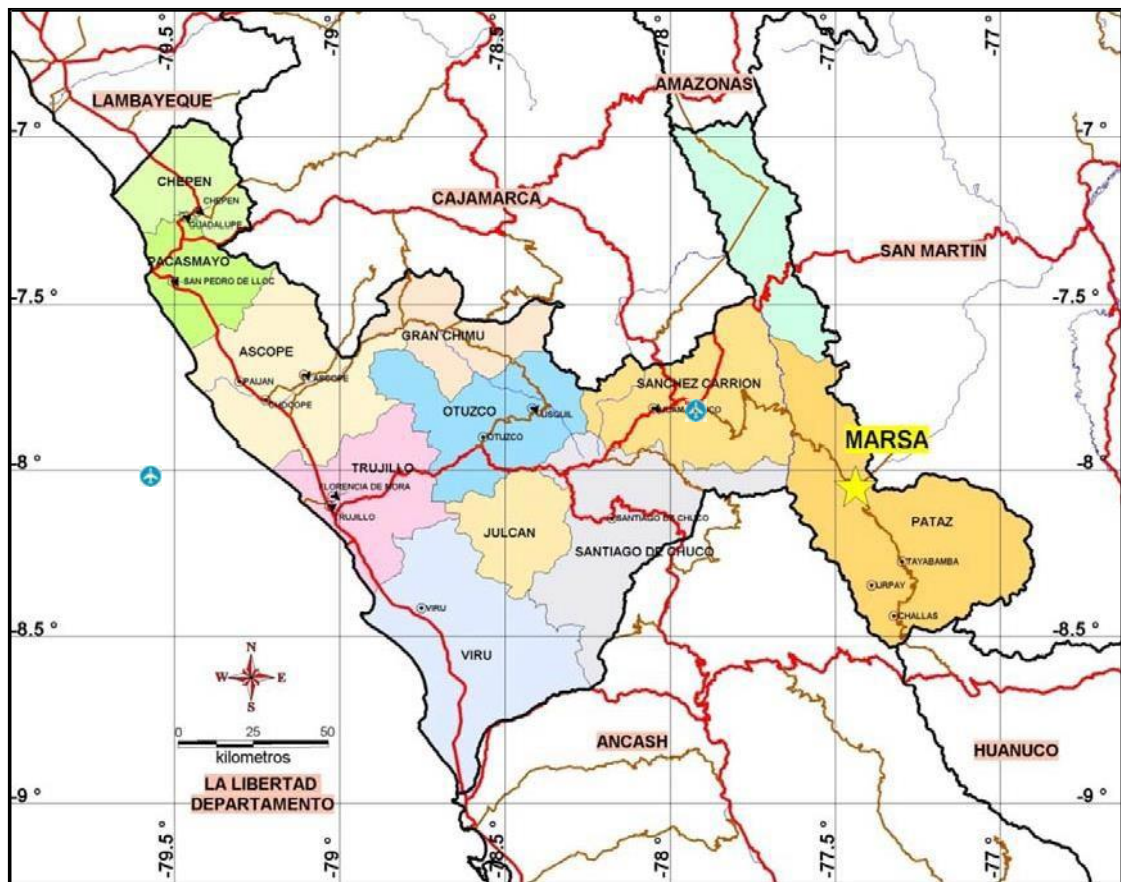 -79.5 °
-79 °
-78.5 °
-78 °
-77.5 °
-77 °
LAMBAYEQUE
AMAZONAS
-7 °
-7 °
CHEPEN
CHEPEN
GUADALUPE
CAJAMARCA
SAN MARTIN
PACASMAYO
SAN PEDRO DE LLOC
-7.5 °
-7.5 °
GRAN CHIMU
ASCOPE
PAIJAN
ASCOPE
CHOCOPE
SANCHEZ CARRION
OTUZCO
USQUIL
OTUZCO
MARSA
-8 °
-8 °
TRUJILLO
FLORENCIA DE MORA
TRUJILLO
JULCAN
SANTIAGO DE CHUCO
SANTIAGO DE CHUCO
PATAZ
TAYABAMBA
URPAY
CHALLAS
VIRU
VIRU
-8.5 °
-8.5 °
N
W E
S
0 25 50
kilometros
LA LIBERTAD
DEPARTAMENTO
ANCASH
HUANUCO
-9 °
-9 °
-79.5 °
-79 °
-78.5 °
-78 °
-77.5 °
-77 °